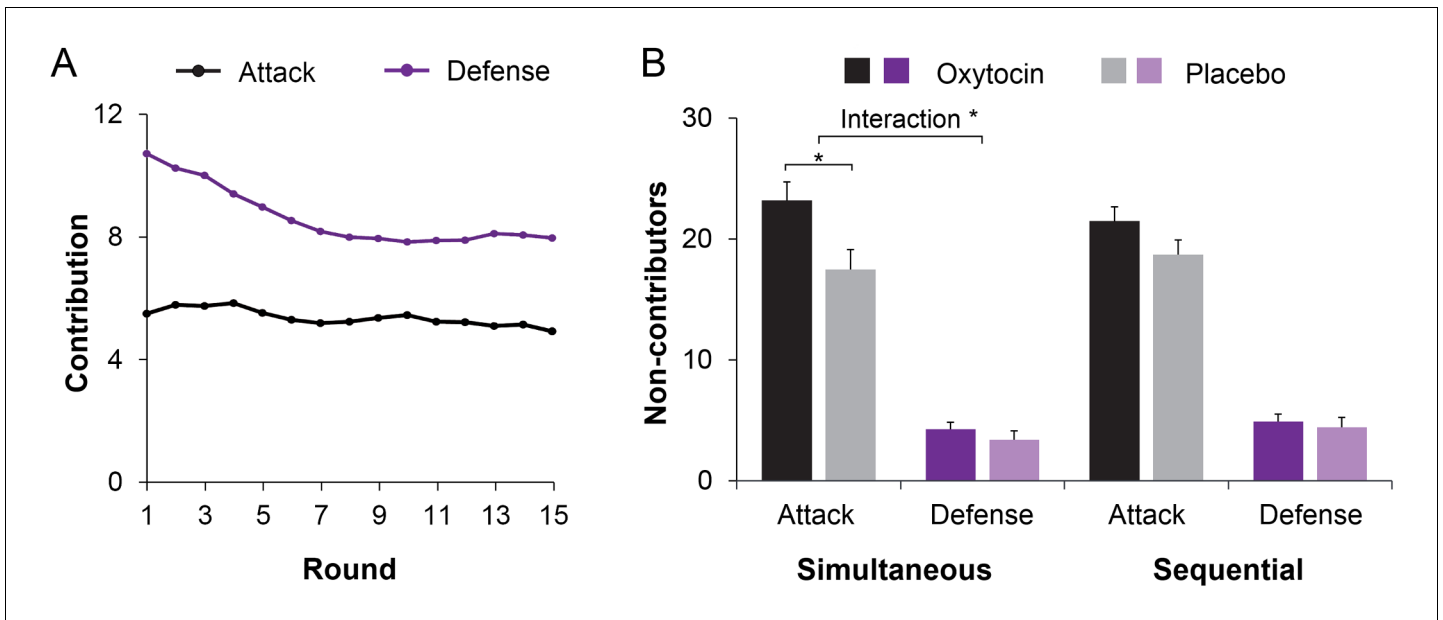 A
Attack
Defense
12
8
4
0
Contribution
1 3 5 7 9 11 13 15
Round
B
Oxytocin
Placebo
30
20
10
0
Non-contributors
Interaction *
*
Attack Defense Attack Defense
Simultaneous Sequential